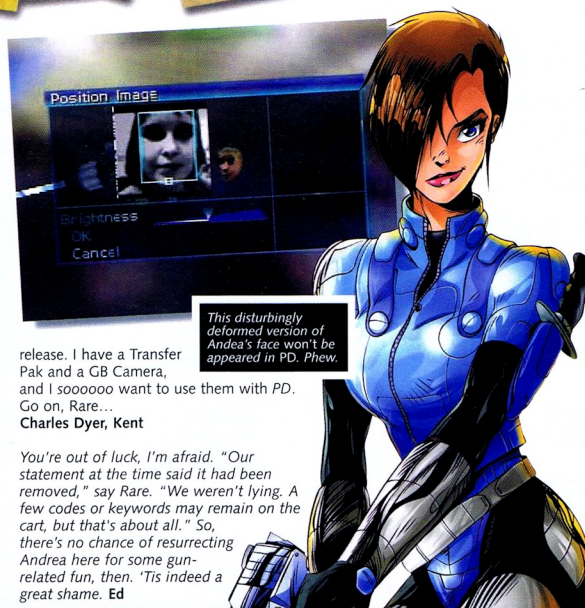 Position Image
Brightness
OK
Cancel
This disturbingly
deformed version of
Andea's face won't be
appeared in PD. Phew.
release. I have a Transfer
Pak and a GB Camera,
and I soooooo want to use them with PD.
Go on, Rare…
Charles Dyer, Kent
You're out of luck, I'm afraid. “Our
statement at the time said it had been
removed,” say Rare. “We weren't lying. A
few codes or keywords may remain on the
cart, but that's about all.” So,
there's no chance of resurrecting
Andrea here for some gun-
related fun, then. 'Tis indeed a
great shame. Ed